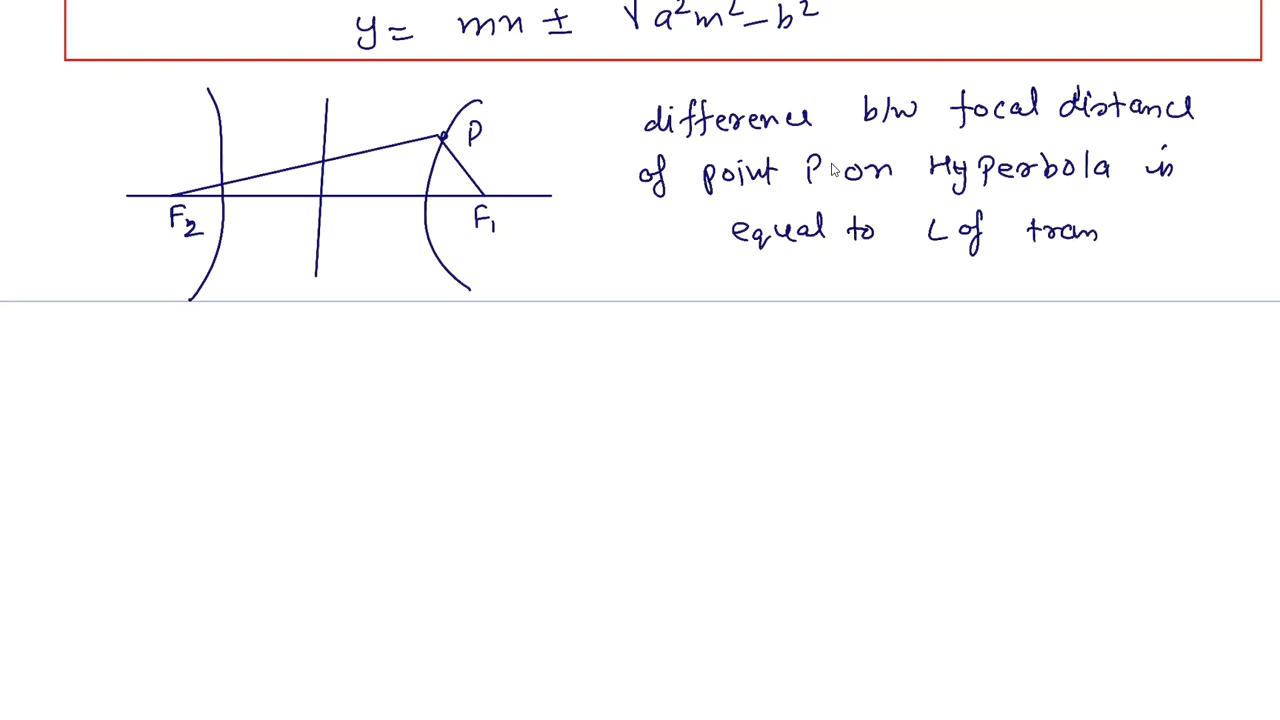 y = mx ± √a²m² - b²
P
F₂
F₁
difference b/w focal distance
of point P on Hyperbola is
equal to L of tran